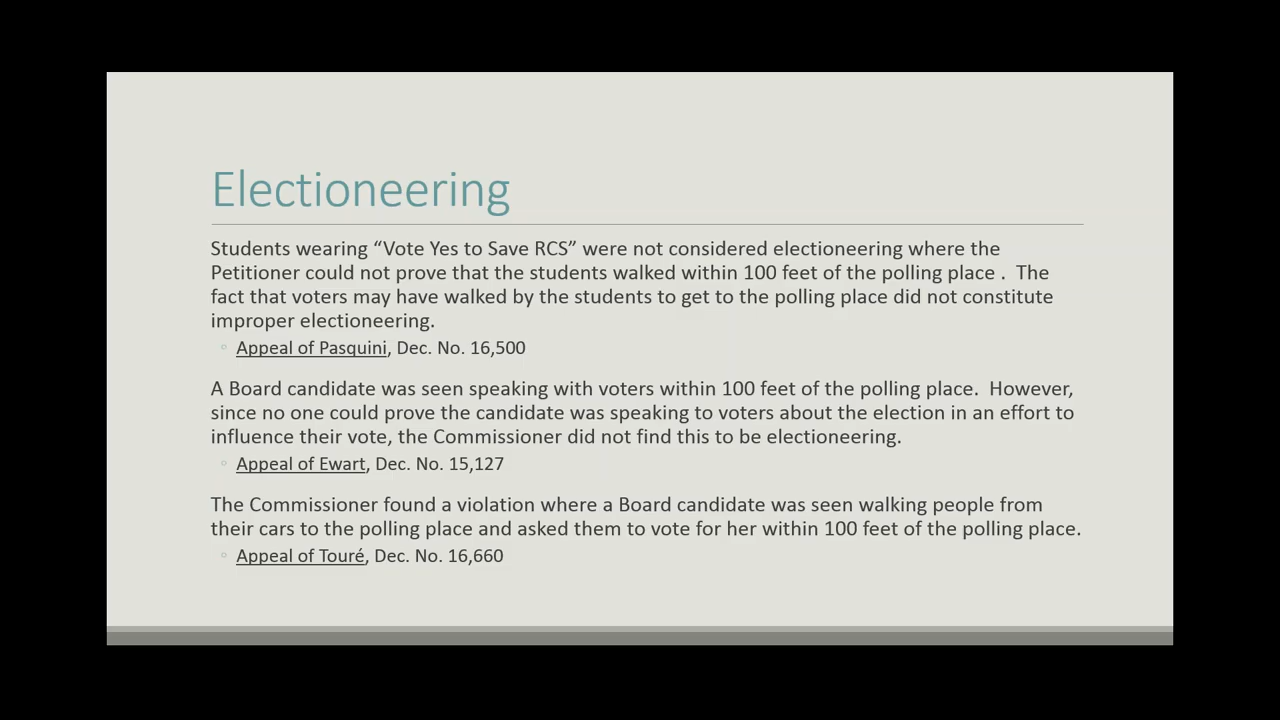 Electioneering
Students wearing “Vote Yes to Save RCS” were not considered electioneering where the
Petitioner could not prove that the students walked within 100 feet of the polling place .  The
fact that voters may have walked by the students to get to the polling place did not constitute
improper electioneering.
◦ Appeal of Pasquini, Dec. No. 16,500
A Board candidate was seen speaking with voters within 100 feet of the polling place.  However,
since no one could prove the candidate was speaking to voters about the election in an effort to
influence their vote, the Commissioner did not find this to be electioneering.
◦ Appeal of Ewart, Dec. No. 15,127
The Commissioner found a violation where a Board candidate was seen walking people from
their cars to the polling place and asked them to vote for her within 100 feet of the polling place.
◦ Appeal of Touré, Dec. No. 16,660